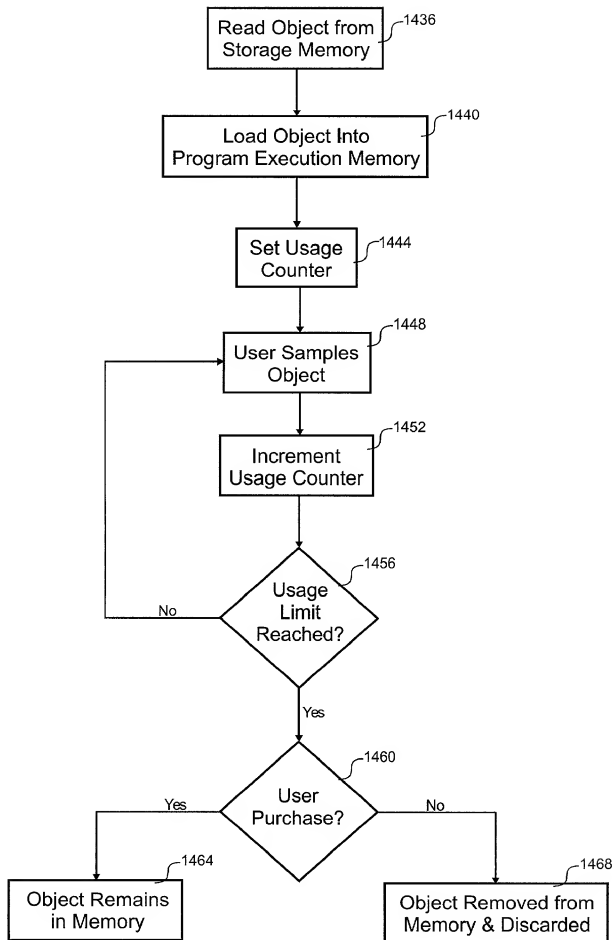 Read Object from
Storage Memory
1436
Load Object Into
Program Execution Memory
1440
Set Usage
Counter
1444
User Samples
Object
1448
Increment
Usage Counter
1452
Usage
Limit
Reached?
1456
No
Yes
User
Purchase?
1460
Yes
No
Object Remains
in Memory
1464
Object Removed from
Memory & Discarded
1468